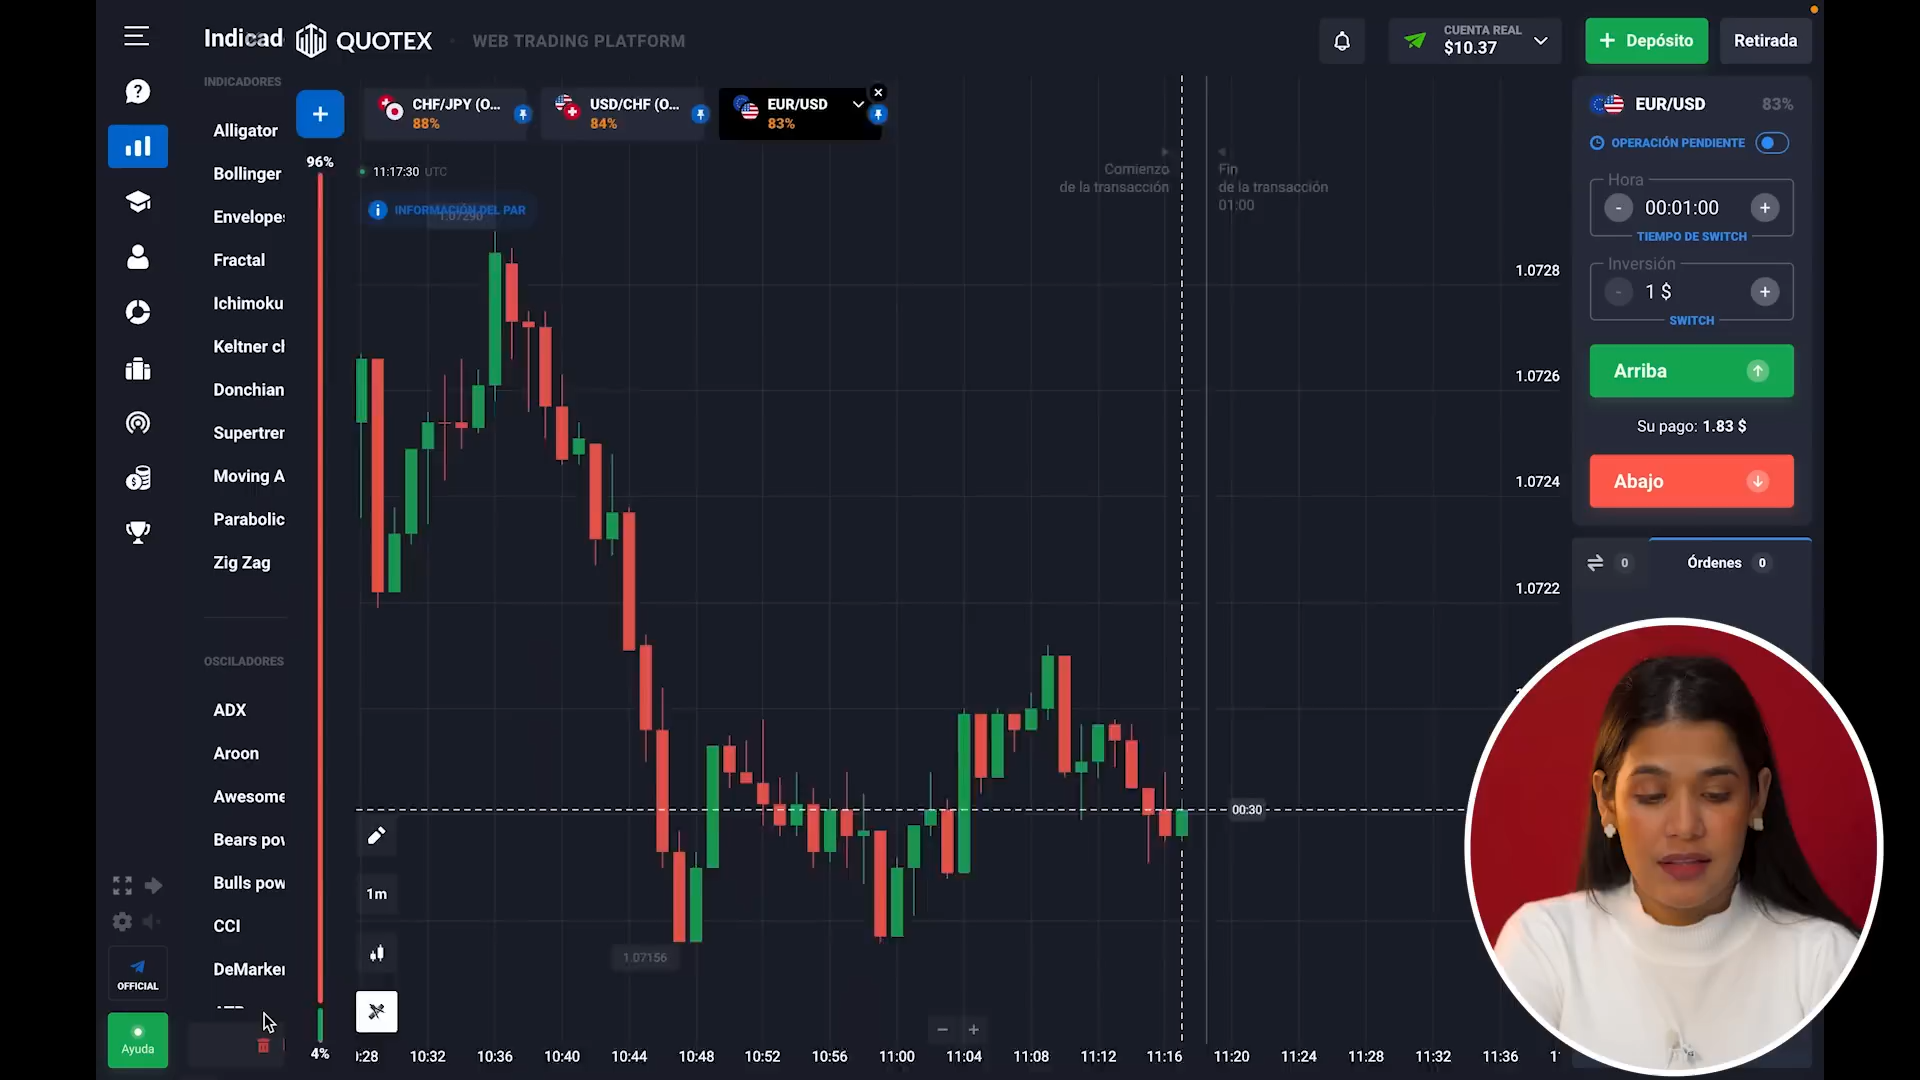 Indicad
QUOTEX
WEB TRADING PLATFORM
CUENTA REAL
$10.37
+ Depósito
Retirada
INDICADORES
Alligator
Bollinger
Envelopes
Fractal
Ichimoku
Keltner cl
Donchian
Supertrer
Moving A
Parabolic
Zig Zag
OSCILADORES
ADX
Aroon
Awesome
Bears pov
Bulls pow
CCI
DeMarker
OFFICIAL
Ayuda
+
96%
4%
CHF/JPY (O...
88%
USD/CHF (O...
84%
EUR/USD
83%
11:17:30 UTC
INFORMACIÓN DEL PAR
1.07290
Comienzo
de la transacción
Fin
de la transacción
01:00
1.0728
1.0726
1.0724
1.0722
00:30
1m
1.07156
− +
:28 10:32 10:36 10:40 10:44 10:48 10:52 10:56 11:00 11:04 11:08 11:12 11:16 11:20 11:24 11:28 11:32 11:36
EUR/USD 83%
OPERACIÓN PENDIENTE
Hora
- 00:01:00 +
TIEMPO DE SWITCH
Inversión
- 1 $ +
SWITCH
Arriba
Su pago: 1.83 $
Abajo
0
Órdenes 0